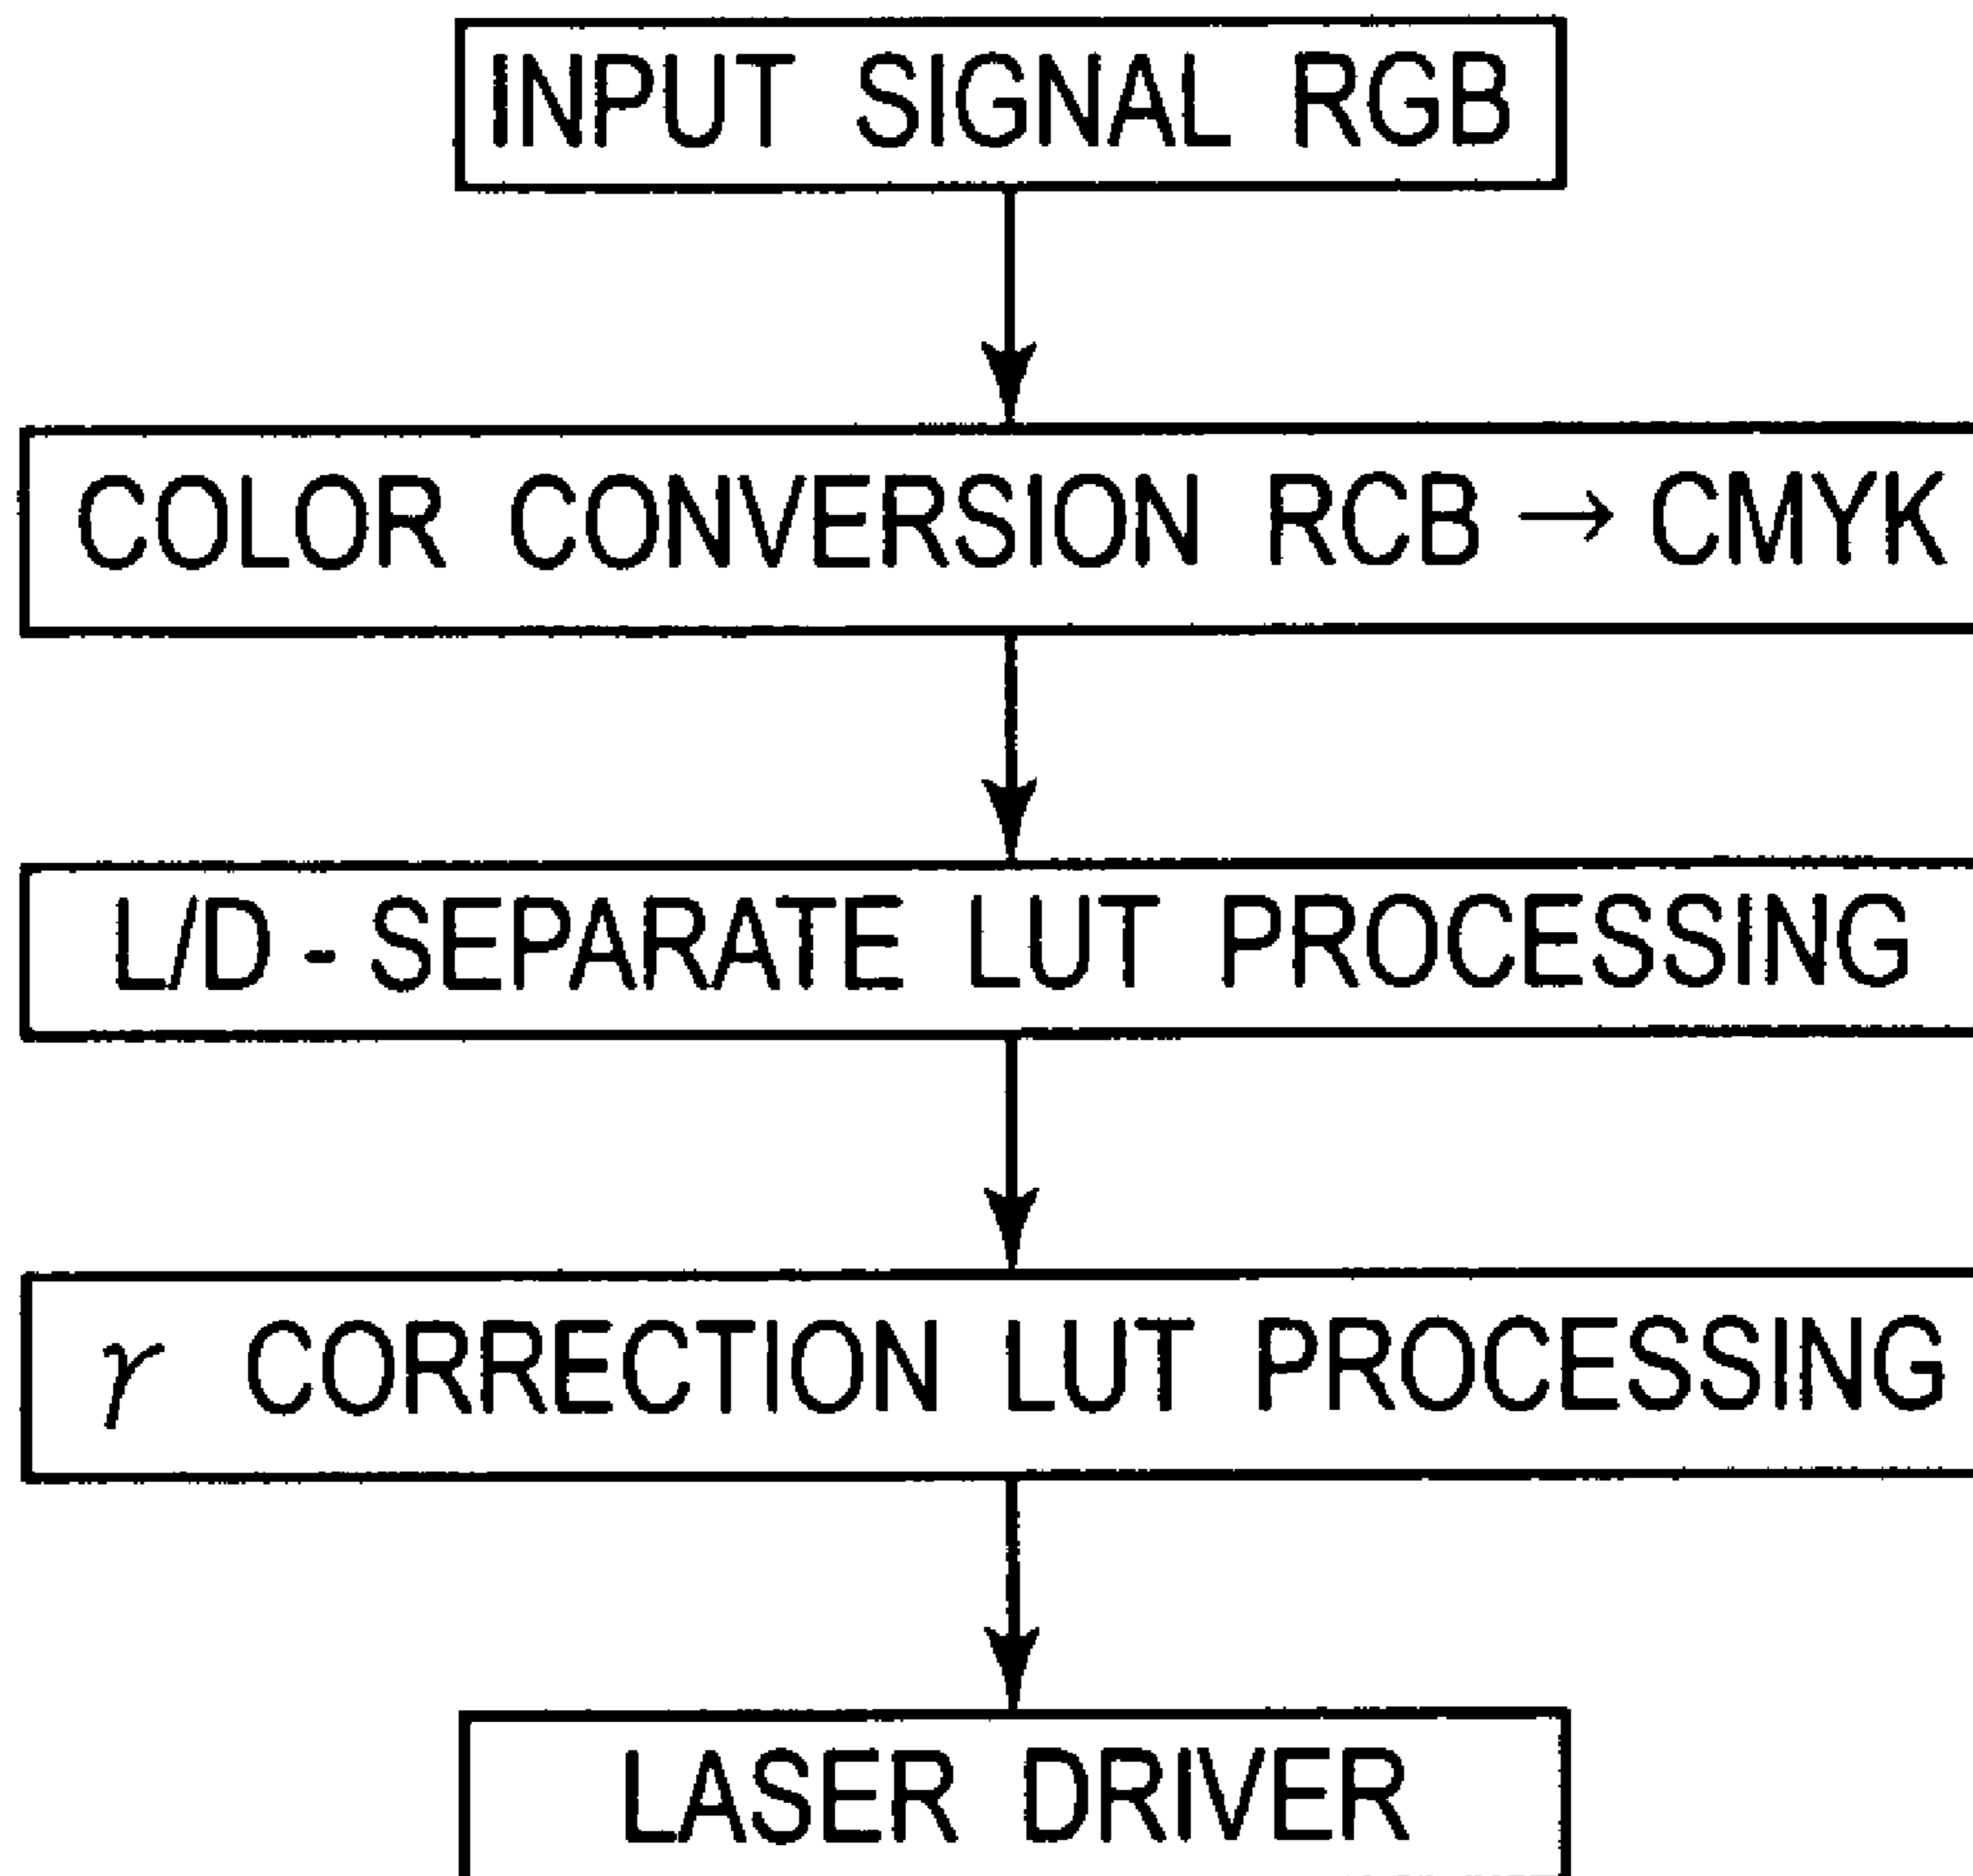 INPUT SIGNAL RGB
COLOR CONVERSION RCB → CMYK
L/D - SEPARATE LUT PROCESSING
γ CORRECTION LUT PROCESSING
LASER DRIVER